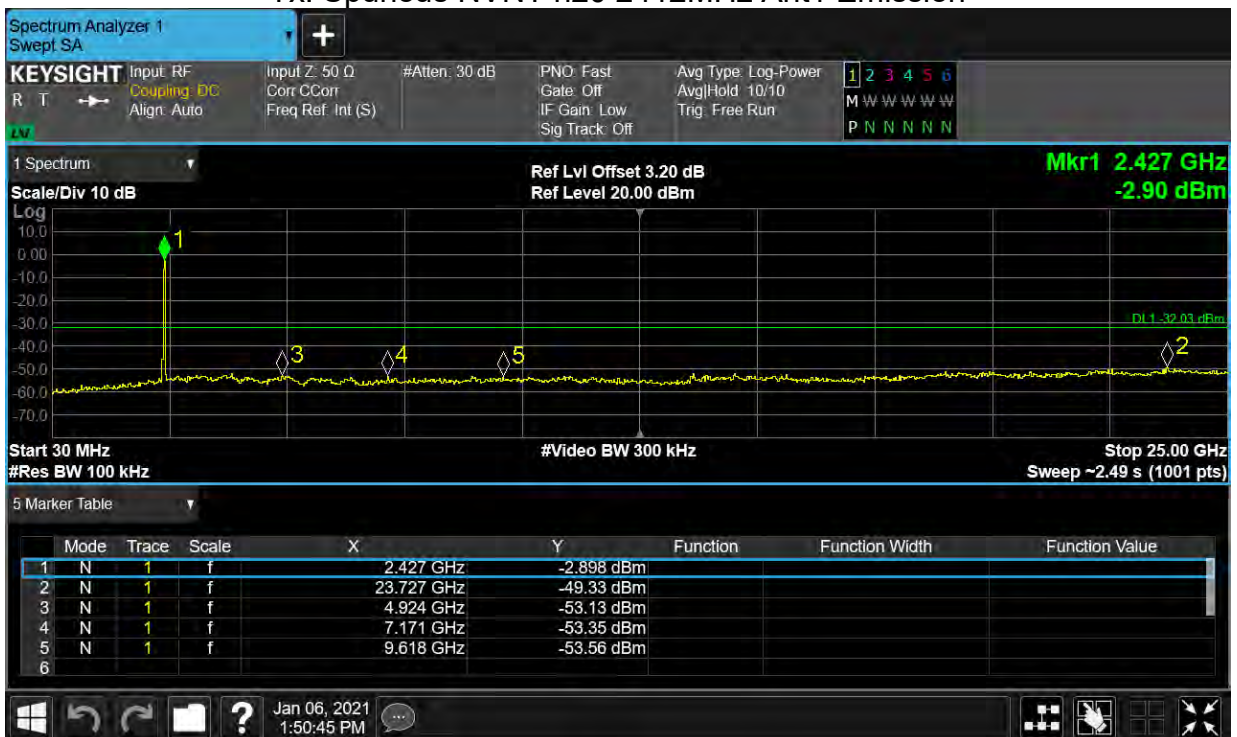 Spectrum Analyzer 1
Swept SA
KEYSIGHT Input: RF Input Z: 50 Ω #Atten: 30 dB PNO: Fast Avg Type: Log-Power 1 2 3 4 5 6
R T Coupling: DC Corr CCorr Gate: Off Avg|Hold: 10/10 M W W W W W
Align: Auto Freq Ref: Int (S) IF Gain: Low Trig: Free Run
Sig Track: Off P N N N N N
1 Spectrum Ref Lvl Offset 3.20 dB Mkr1 2.427 GHz
Scale/Div 10 dB Ref Level 20.00 dBm -2.90 dBm
Log
10.0
1
0.00
-10.0
-20.0
-30.0 DL1 -32.03 dBm
-40.0
3 4 5 2
-50.0
-60.0
-70.0
Start 30 MHz #Video BW 300 kHz Stop 25.00 GHz
#Res BW 100 kHz Sweep ~2.49 s (1001 pts)
5 Marker Table
Mode Trace Scale X Y Function Function Width Function Value
1 N 1 f 2.427 GHz -2.898 dBm
2 N 1 f 23.727 GHz -49.33 dBm
3 N 1 f 4.924 GHz -53.13 dBm
4 N 1 f 7.171 GHz -53.35 dBm
5 N 1 f 9.618 GHz -53.56 dBm
6
? Jan 06, 2021
1:50:45 PM